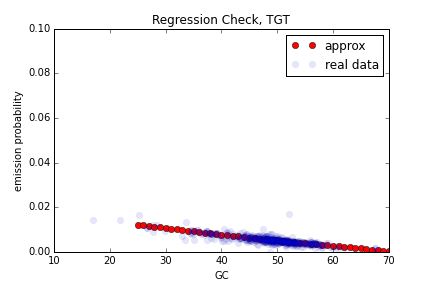 Regression Check, TGT
0.10
0.08
0.06
0.04
0.02
0.00
emission probability
approx
real data
10 20 30 40 50 60 70
GC